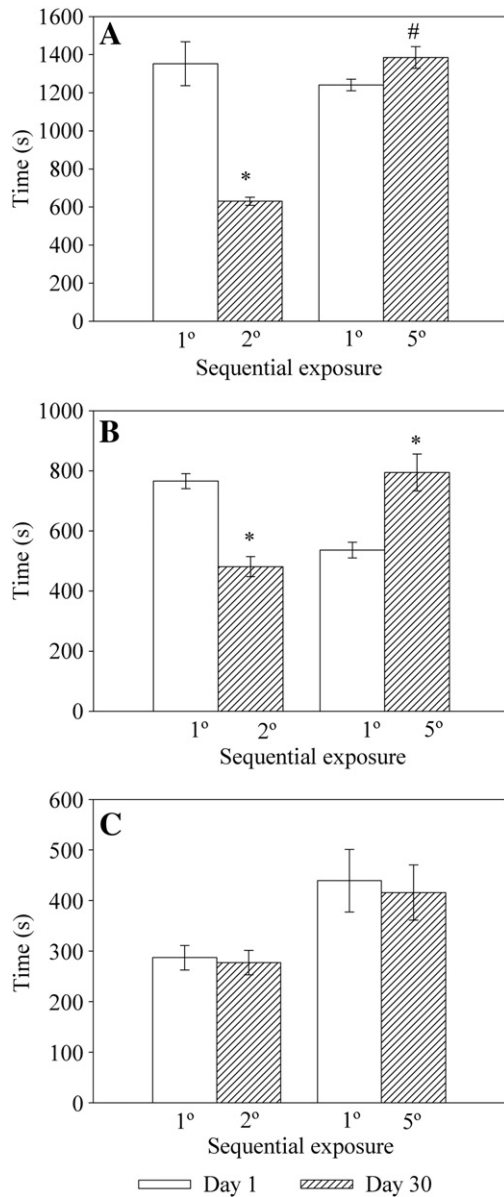 A
Time (s)
1600
1400
1200
1000
800
600
400
200
0
*
#
1º 2º 1º 5º
Sequential exposure
B
Time (s)
1000
800
600
400
200
0
*
*
1º 2º 1º 5º
Sequential exposure
C
Time (s)
600
500
400
300
200
100
0
1º 2º 1º 5º
Sequential exposure
Day 1 Day 30